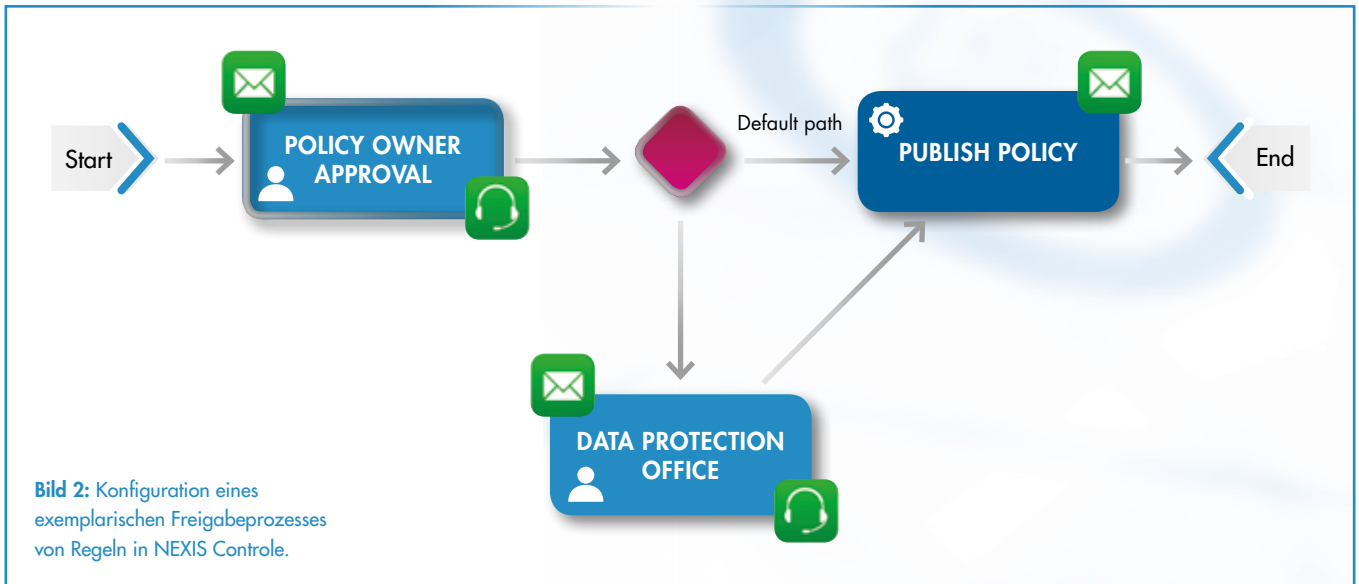 Start
POLICY OWNER
APPROVAL
Default path
PUBLISH POLICY
End
DATA PROTECTION
OFFICE
Bild 2: Konfiguration eines
exemplarischen Freigabeprozesses
von Regeln in NEXIS Controle.